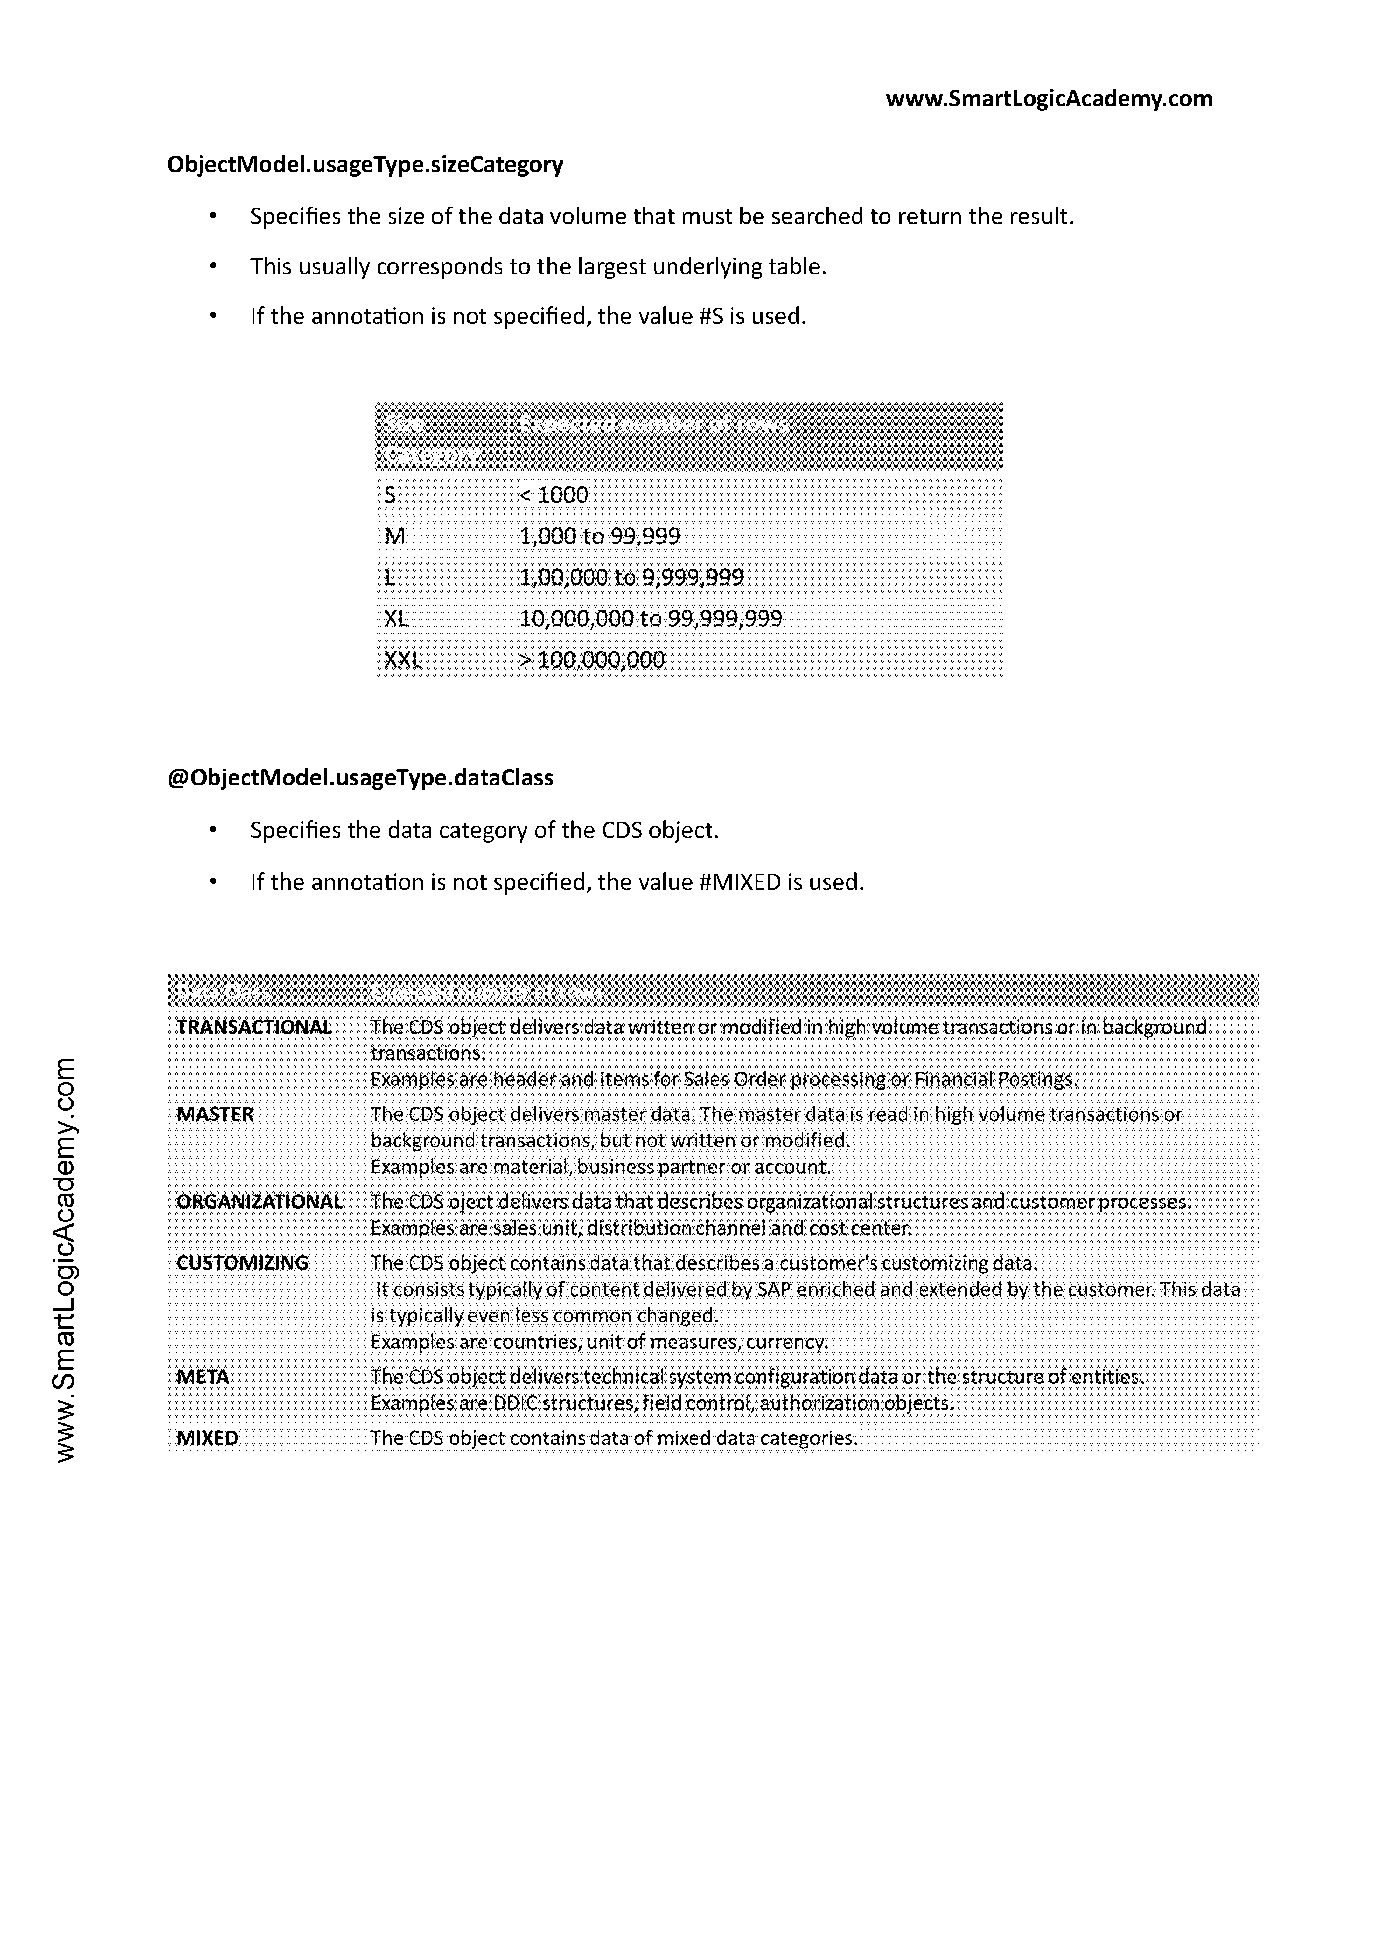 www.SmartLogicAcademy.com
ObjectModel.usageType.sizeCategory
• Specifies the size of the data volume that must be searched to return the result.
• This usually corresponds to the largest underlying table.
• If the annotation is not specified, the value #S is used.
Size Expected number of rows
Category
S < 1000
M 1,000 to 99,999
L 1,00,000 to 9,999,999
XL 10,000,000 to 99,999,999
XXL > 100,000,000
@ObjectModel.usageType.dataClass
• Specifies the data category of the CDS object.
• If the annotation is not specified, the value #MIXED is used.
TRANSACTIONAL The CDS object delivers data written or modified in high volume transactions or in background
transactions.
Examples are header and items for Sales Order processing or Financial Postings.
MASTER The CDS object delivers master data. The master data is read in high volume transactions or
background transactions, but not written or modified.
Examples are material, business partner or account.
ORGANIZATIONAL The CDS oject delivers data that describes organizational structures and customer processes.
Examples are sales unit, distribution channel and cost center.
CUSTOMIZING The CDS object contains data that describes a customer's customizing data.
It consists typically of content delivered by SAP enriched and extended by the customer. This data
is typically even less common changed.
Examples are countries, unit of measures, currency.
META The CDS object delivers technical system configuration data or the structure of entities.
Examples are DDIC structures, field control, authorization objects.
MIXED The CDS object contains data of mixed data categories.
www.SmartLogicAcademy.com